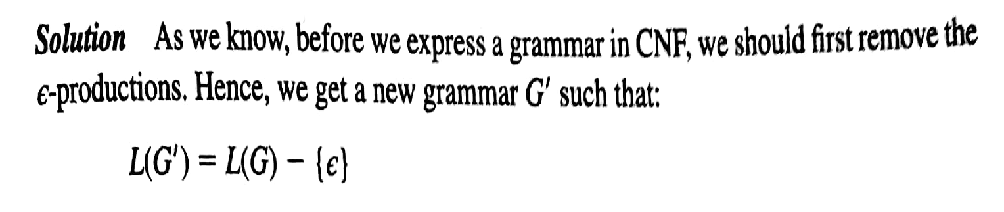 Solution As we know, before we express a grammar in CNF, we should first remove the
ϵ-productions. Hence, we get a new grammar G′ such that:
L(G′) = L(G) − {ϵ}